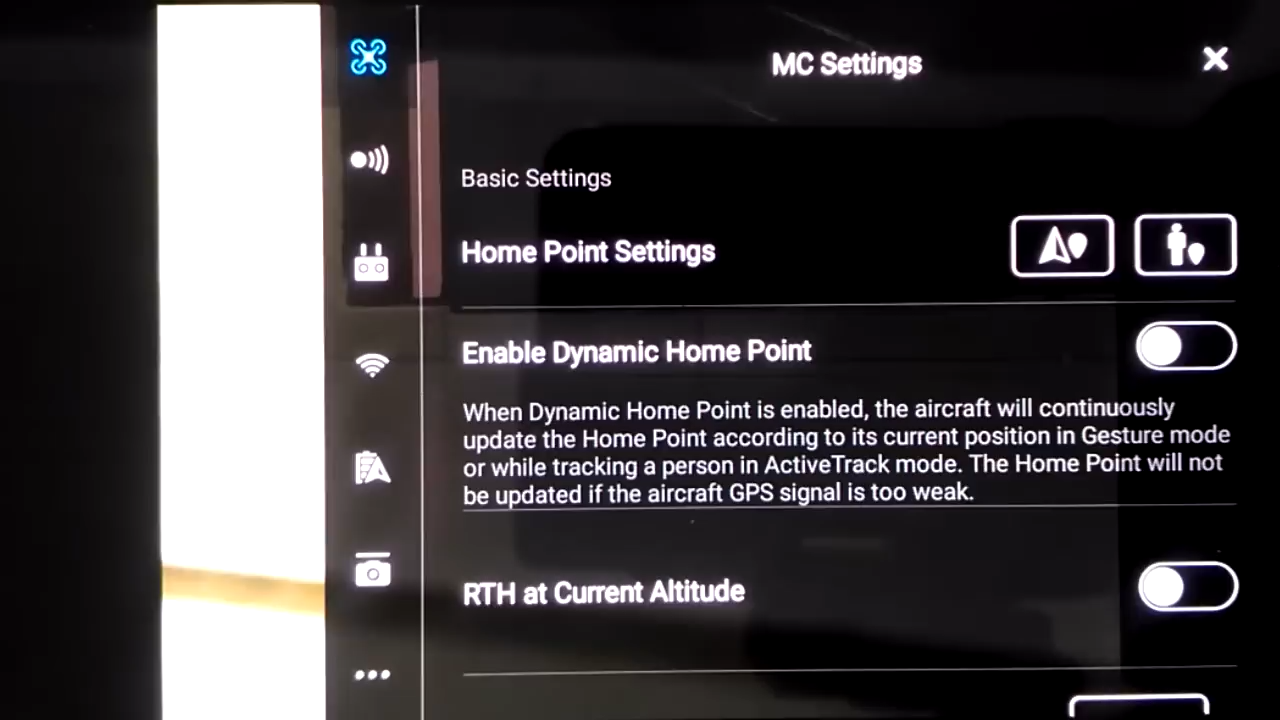 MC Settings
Basic Settings
Home Point Settings
Enable Dynamic Home Point
When Dynamic Home Point is enabled, the aircraft will continuously
update the Home Point according to its current position in Gesture mode
or while tracking a person in ActiveTrack mode. The Home Point will not
be updated if the aircraft GPS signal is too weak.
RTH at Current Altitude